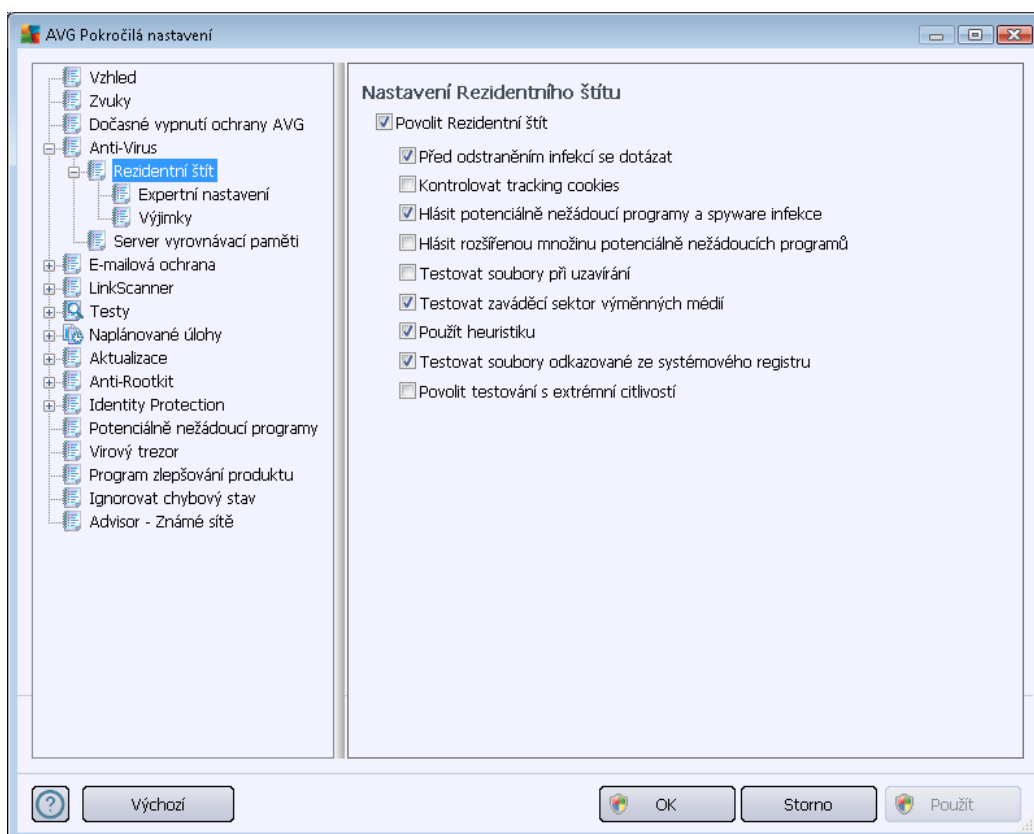 AVG Pokročilá nastavení
Vzhled
Zvuky
Dočasné vypnutí ochrany AVG
Anti-Virus
Rezidentní štít
Expertní nastavení
Výjimky
Server vyrovnávací paměti
E-mailová ochrana
LinkScanner
Testy
Naplánované úlohy
Aktualizace
Anti-Rootkit
Identity Protection
Potenciálně nežádoucí programy
Virový trezor
Program zlepšování produktu
Ignorovat chybový stav
Advisor - Známé sítě
Nastavení Rezidentního štítu
Povolit Rezidentní štít
Před odstraněním infekcí se dotázat
Kontrolovat tracking cookies
Hlásit potenciálně nežádoucí programy a spyware infekce
Hlásit rozšířenou množinu potenciálně nežádoucích programů
Testovat soubory při uzavírání
Testovat zaváděcí sektor výměnných médií
Použít heuristiku
Testovat soubory odkazované ze systémového registru
Povolit testování s extrémní citlivostí
? Výchozí OK Storno Použít